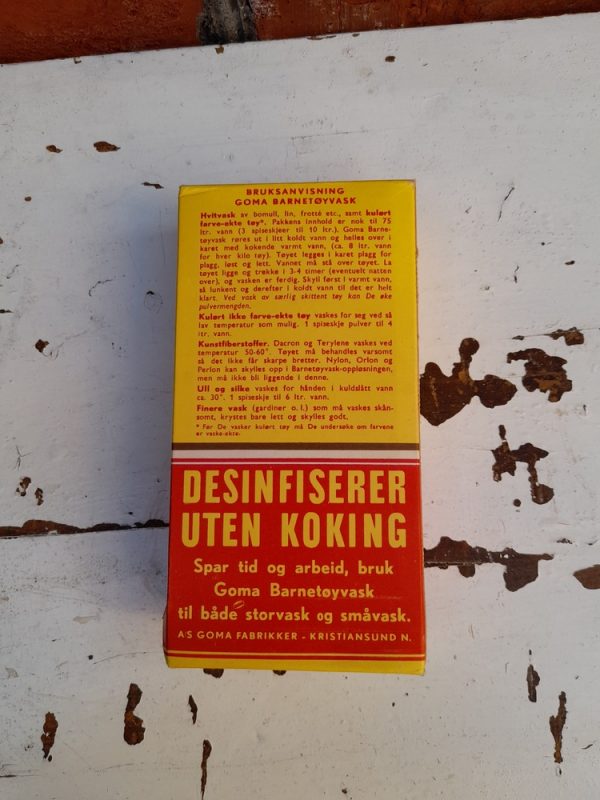 BRUKSANVISNING
GOMA BARNETØYVASK
Hvitvask av bomull, lin, frotté etc., samt kulørt
farve-ekte tøy*. Pakkens innhold er nok til 75
ltr. vann (3 spiseskjeer til 10 ltr.). Goma Barne-
tøyvask røres ut i litt koldt vann og helles over i
karet med kokende varmt vann, (ca. 8 ltr. vann
for hver kilo tøy). Tøyet legges i karet plagg for
plagg, løst og lett. Vannet må stå over tøyet. La
tøyet ligge og trekke i 3-4 timer (eventuelt natten
over), og vasken er ferdig. Skyll først i varmt vann,
så lunkent og derefter i koldt vann til det er helt
klart. Ved vask av særlig skittent tøy kan De øke
pulvermengden.
Kulørt ikke farve-ekte tøy vaskes for seg ved så
lav temperatur som mulig. 1 spiseskje pulver til 4
ltr. vann.
Kunstfiberstoffer. Dacron og Terylene vaskes ved
temperatur 50-60°. Tøyet må behandles varsomt
så det ikke får skarpe bretter. Nylon, Orlon og
Perlon kan skylles opp i Barnetøyvask-oppløsningen,
men må ikke bli liggende i denne.
Ull og silke vaskes for hånden i kuldslått vann
ca. 30°. 1 spiseskje til 6 ltr. vann.
Finere vask (gardiner o. l.) som må vaskes skån-
somt, krystes bare lett og skylles godt.
* Før De vasker kulørt tøy må De undersøke om farvene
er vaske-ekte.
DESINFISERER
UTEN KOKING
Spar tid og arbeid, bruk
Goma Barnetøyvask
til både storvask og småvask.
A/S GOMA FABRIKKER - KRISTIANSUND N.